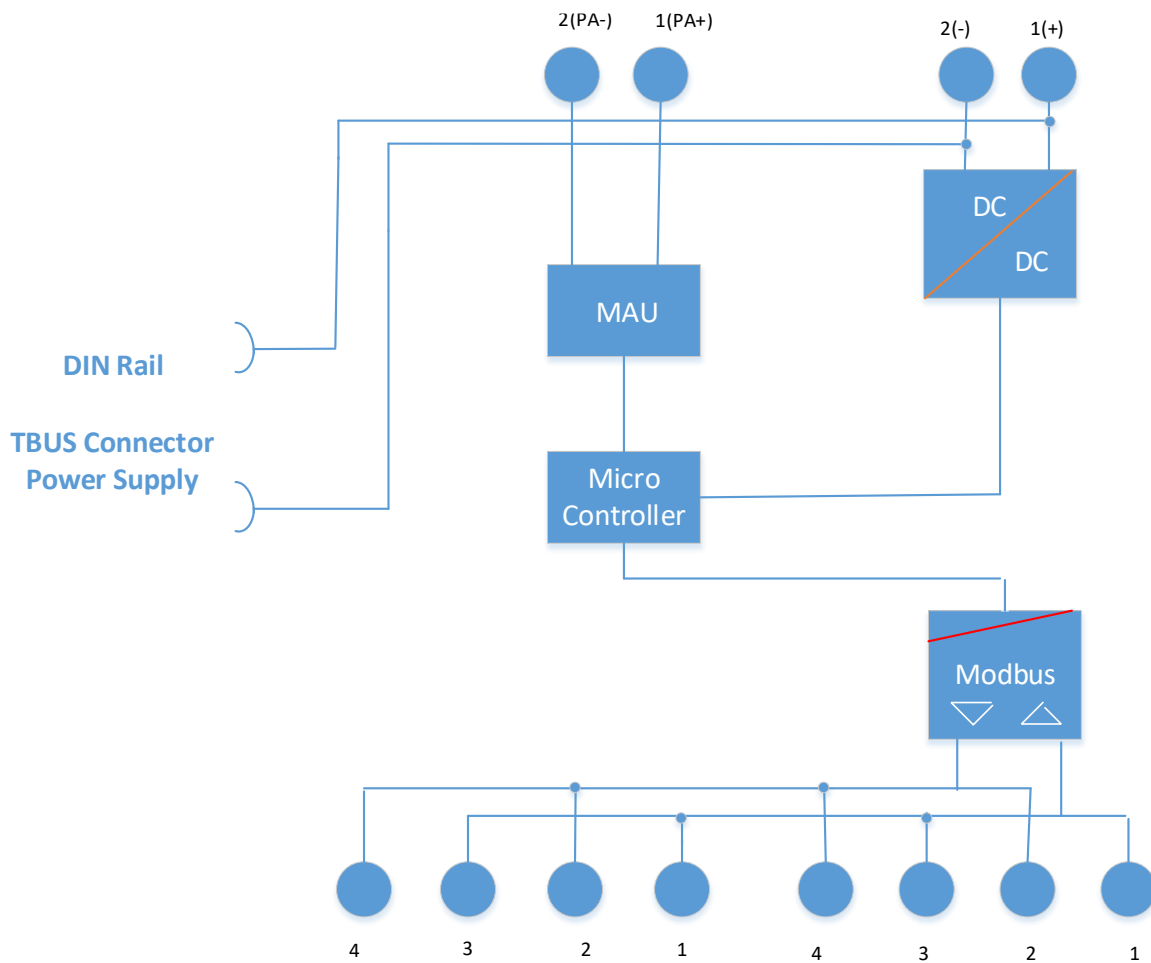 2(PA-)
1(PA+)
2(-)
1(+)
DC
DC
MAU
DIN Rail
TBUS Connector
Power Supply
Micro
Controller
Modbus
4
3
2
1
4
3
2
1